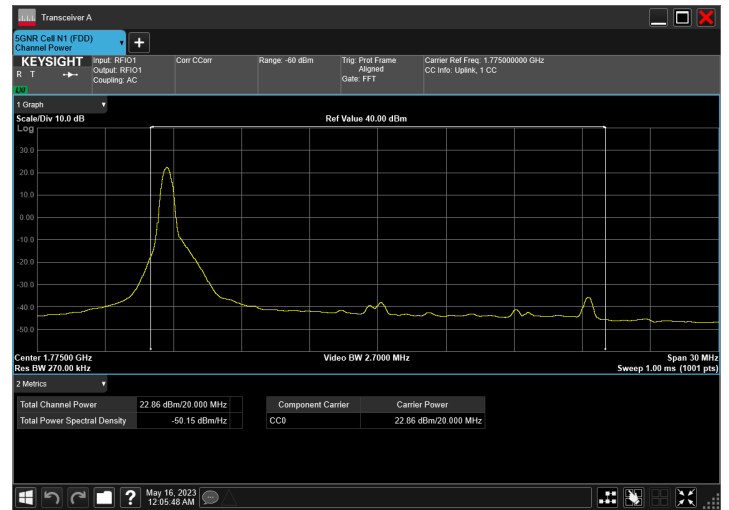 Transceiver A
5GNR Cell N1 (FDD)
Channel Power
KEYSIGHT
R T
LXI
Input: RFIO1
Output: RFIO1
Coupling: AC
Corr CCorr
Range: -60 dBm
Trig: Prot Frame
Aligned
Gate: FFT
Carrier Ref Freq: 1.775000000 GHz
CC Info: Uplink, 1 CC
1 Graph
Scale/Div 10.0 dB
Ref Value 40.00 dBm
Log
30.0
20.0
10.0
0.00
-10.0
-20.0
-30.0
-40.0
-50.0
Center 1.77500 GHz
Video BW 2.7000 MHz
Span 30 MHz
Res BW 270.00 kHz
Sweep 1.00 ms (1001 pts)
2 Metrics
Total Channel Power 22.86 dBm/20.000 MHz
Total Power Spectral Density -50.15 dBm/Hz
Component Carrier Carrier Power
CC0 22.86 dBm/20.000 MHz
May 16, 2023
12:05:48 AM